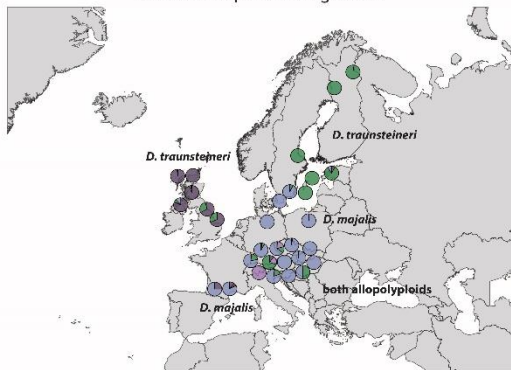 D. traunsteineri
D. traunsteineri
D. majalis
both allopolyploids
D. majalis